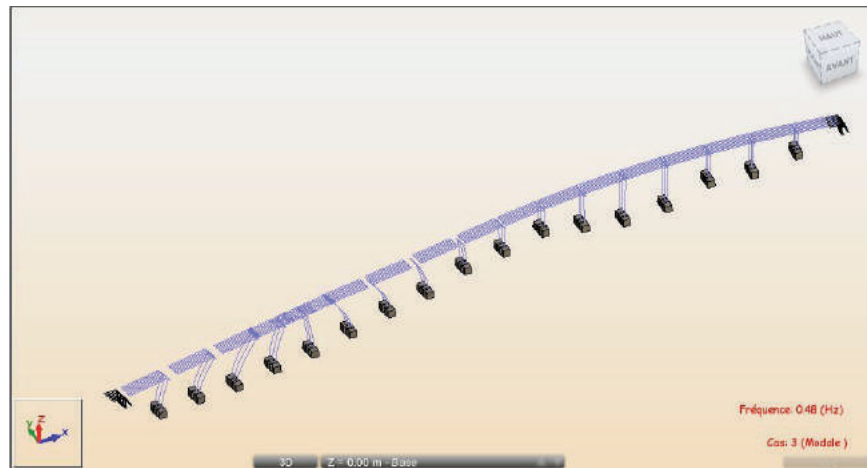 HAUT
AVANT
Fréquence: 0.48 (Hz)
Cas: 3 (Modale )
Z
Y
X
3D
Z = 0.00 m - Base